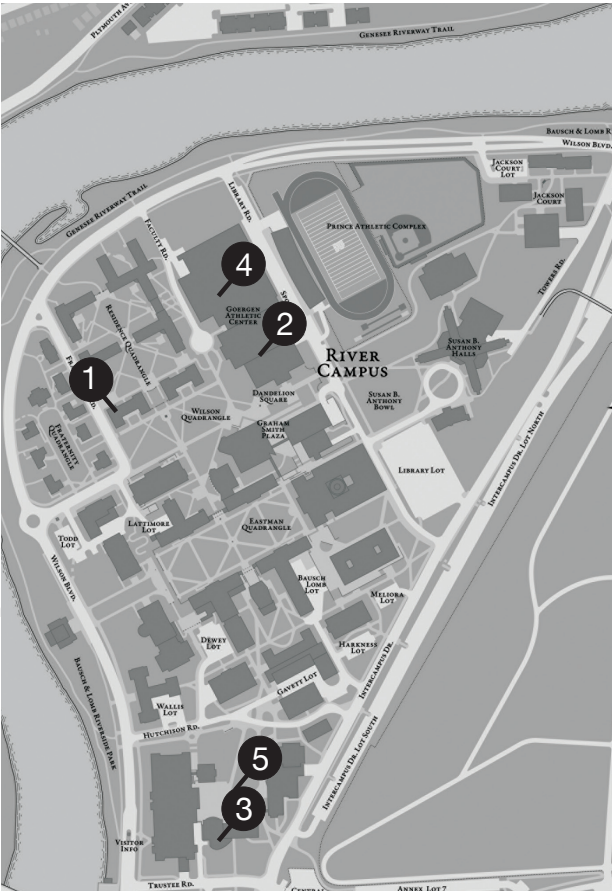 PLYMOUTH AV
GENESEE RIVERWAY TRAIL
BAUSCH & LOMB R
WILSON BLVD.
JACKSON
COURT
LOT
JACKSON
COURT
GENESEE RIVERWAY TRAIL
LIBRARY RD.
FACULTY RD.
PRINCE ATHLETIC COMPLEX
TOWERS RD.
4
GOERGEN
ATHLETIC
CENTER
2
RESIDENCE QUADRANGLE
RIVER
CAMPUS
SUSAN B.
ANTHONY
HALLS
1
RD.
FRATERNITY
QUADRANGLE
WILSON
QUADRANGLE
DANDELION
SQUARE
SUSAN B.
ANTHONY
BOWL
GRAHAM
SMITH
PLAZA
LIBRARY LOT
INTERCAMPUS DR. LOT NORTH
LATTIMORE
LOT
EASTMAN
QUADRANGLE
TODD
LOT
WILSON BLVD.
BAUSCH
LOMB
LOT
MELIORA
LOT
DEWEY
LOT
HARKNESS
LOT
INTERCAMPUS DR.
GAVETT LOT
WALLIS
LOT
HUTCHISON RD.
BAUSCH & LOMB RIVERSIDE PARK
INTERCAMPUS DR. LOT SOUTH
5
3
VISITOR
INFO
TRUSTEE RD.
ANNEX LOT 7